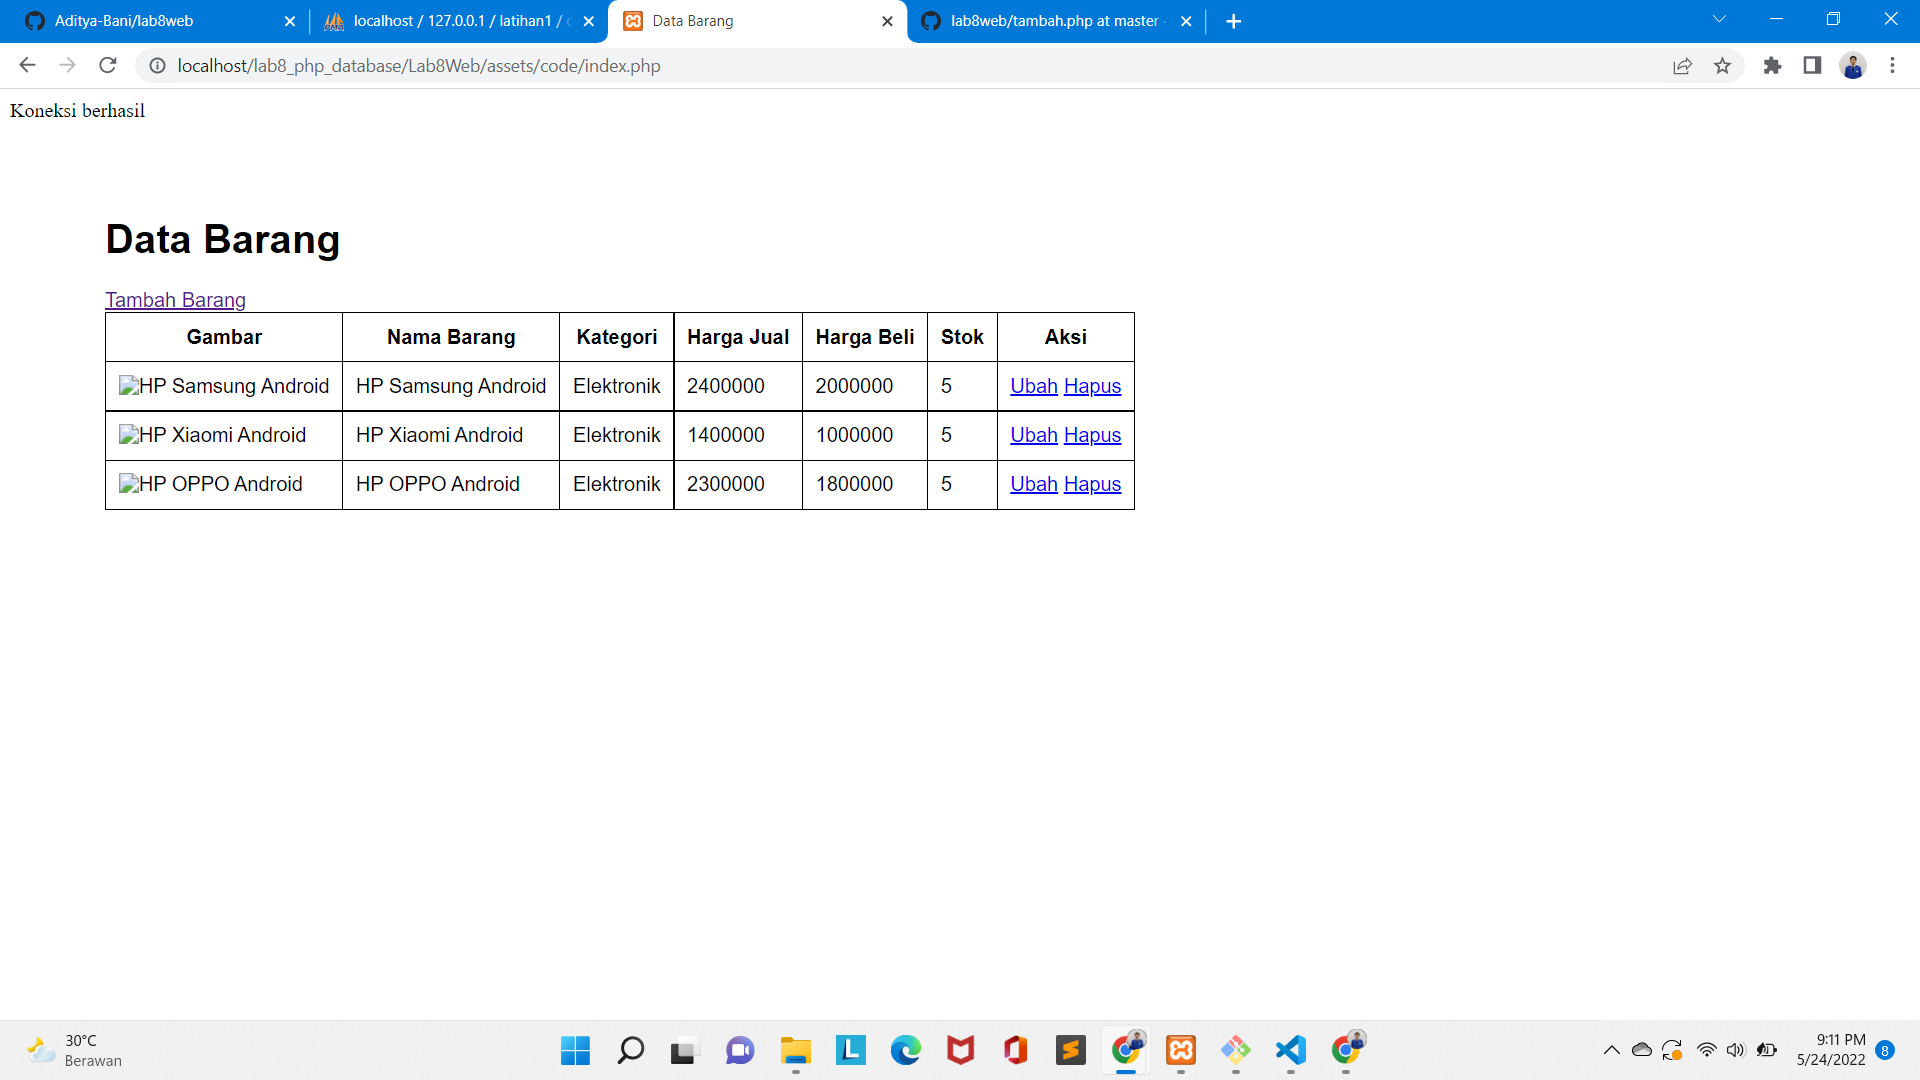 Aditya-Bani/lab8web
localhost / 127.0.0.1 / latihan1 /
Data Barang
lab8web/tambah.php at master
localhost/lab8_php_database/Lab8Web/assets/code/index.php
Koneksi berhasil
Data Barang
Tambah Barang
Gambar Nama Barang Kategori Harga Jual Harga Beli Stok Aksi
HP Samsung Android HP Samsung Android Elektronik 2400000 2000000 5 Ubah Hapus
HP Xiaomi Android HP Xiaomi Android Elektronik 1400000 1000000 5 Ubah Hapus
HP OPPO Android HP OPPO Android Elektronik 2300000 1800000 5 Ubah Hapus
30°C
Berawan
9:11 PM
5/24/2022
8